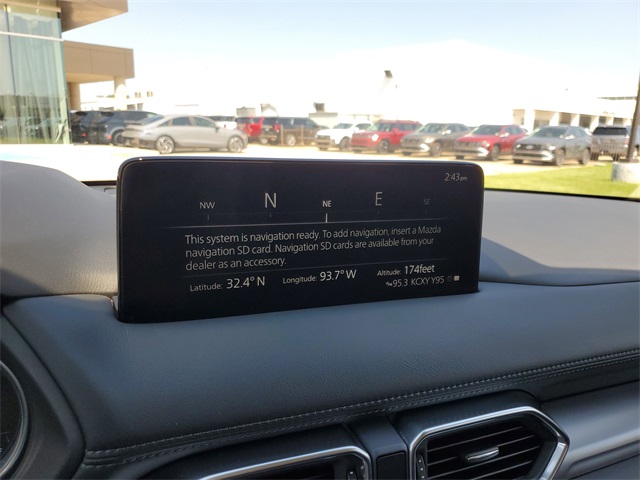 2:43pm
NW N NE E SE
This system is navigation ready. To add navigation, insert a Mazda
navigation SD card. Navigation SD cards are available from your
dealer as an accessory.
Latitude: 32.4° N Longitude: 93.7° W Altitude: 174feet
95.3 KCXY Y95